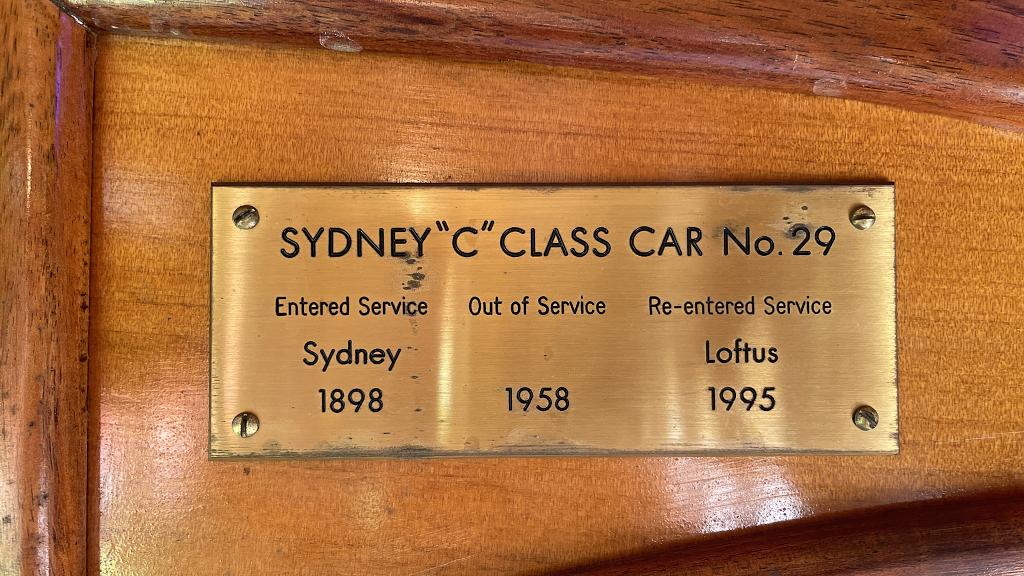 SYDNEY "C" CLASS CAR No. 29
Entered Service Out of Service Re-entered Service
Sydney Loftus
1898 1958 1995